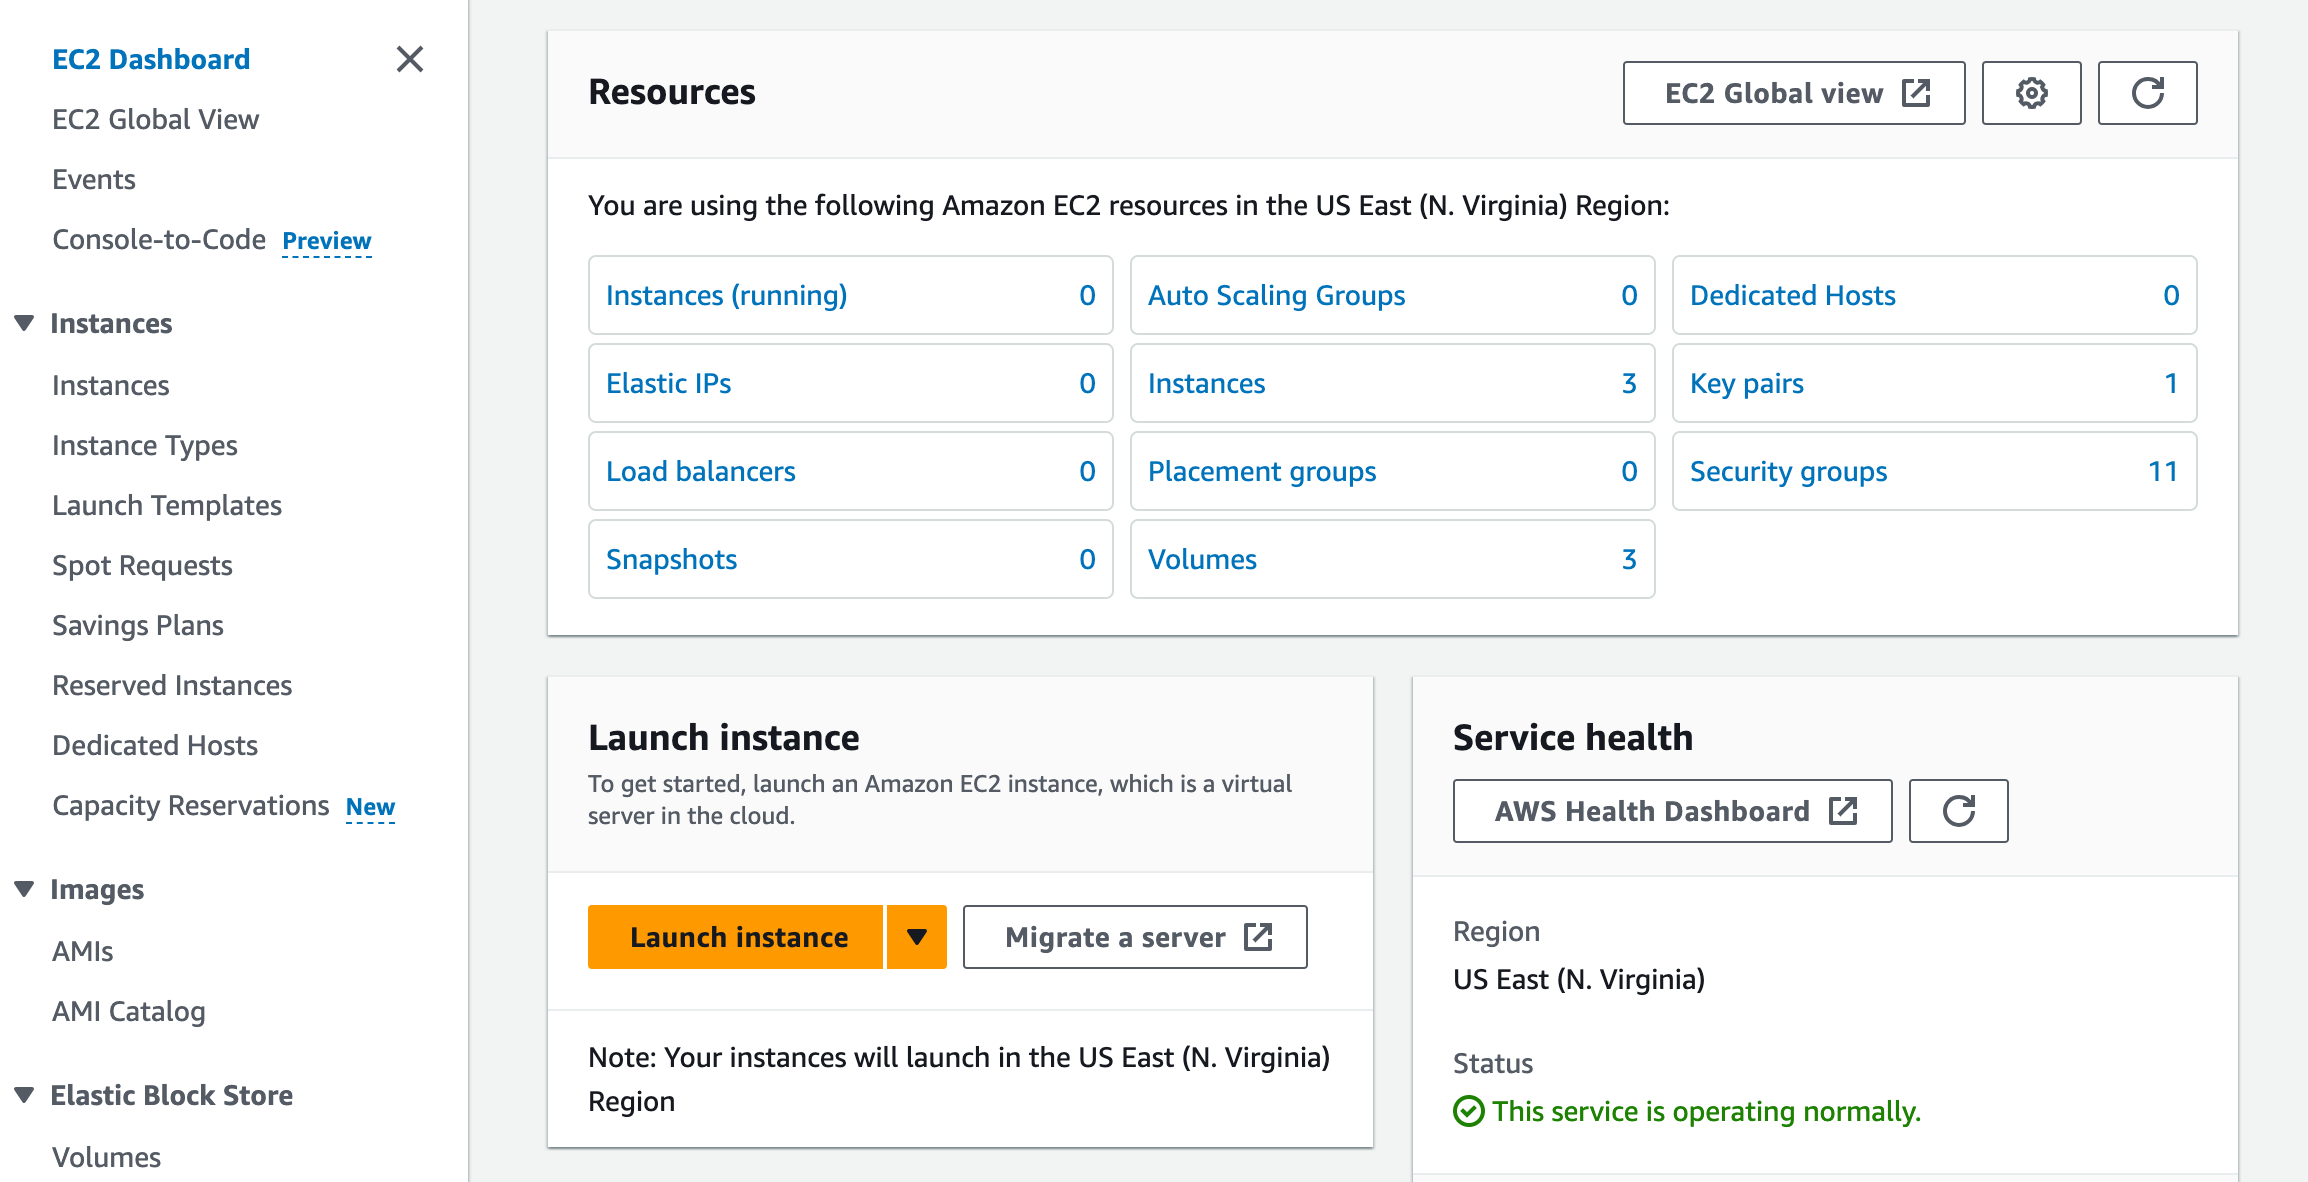 EC2 Dashboard
EC2 Global View
Events
Console-to-Code Preview
Instances
Instances
Instance Types
Launch Templates
Spot Requests
Savings Plans
Reserved Instances
Dedicated Hosts
Capacity Reservations New
Images
AMIs
AMI Catalog
Elastic Block Store
Volumes
Resources
EC2 Global view
You are using the following Amazon EC2 resources in the US East (N. Virginia) Region:
Instances (running) 0
Auto Scaling Groups 0
Dedicated Hosts 0
Elastic IPs 0
Instances 3
Key pairs 1
Load balancers 0
Placement groups 0
Security groups 11
Snapshots 0
Volumes 3
Launch instance
To get started, launch an Amazon EC2 instance, which is a virtual
server in the cloud.
Launch instance
Migrate a server
Note: Your instances will launch in the US East (N. Virginia)
Region
Service health
AWS Health Dashboard
Region
US East (N. Virginia)
Status
This service is operating normally.